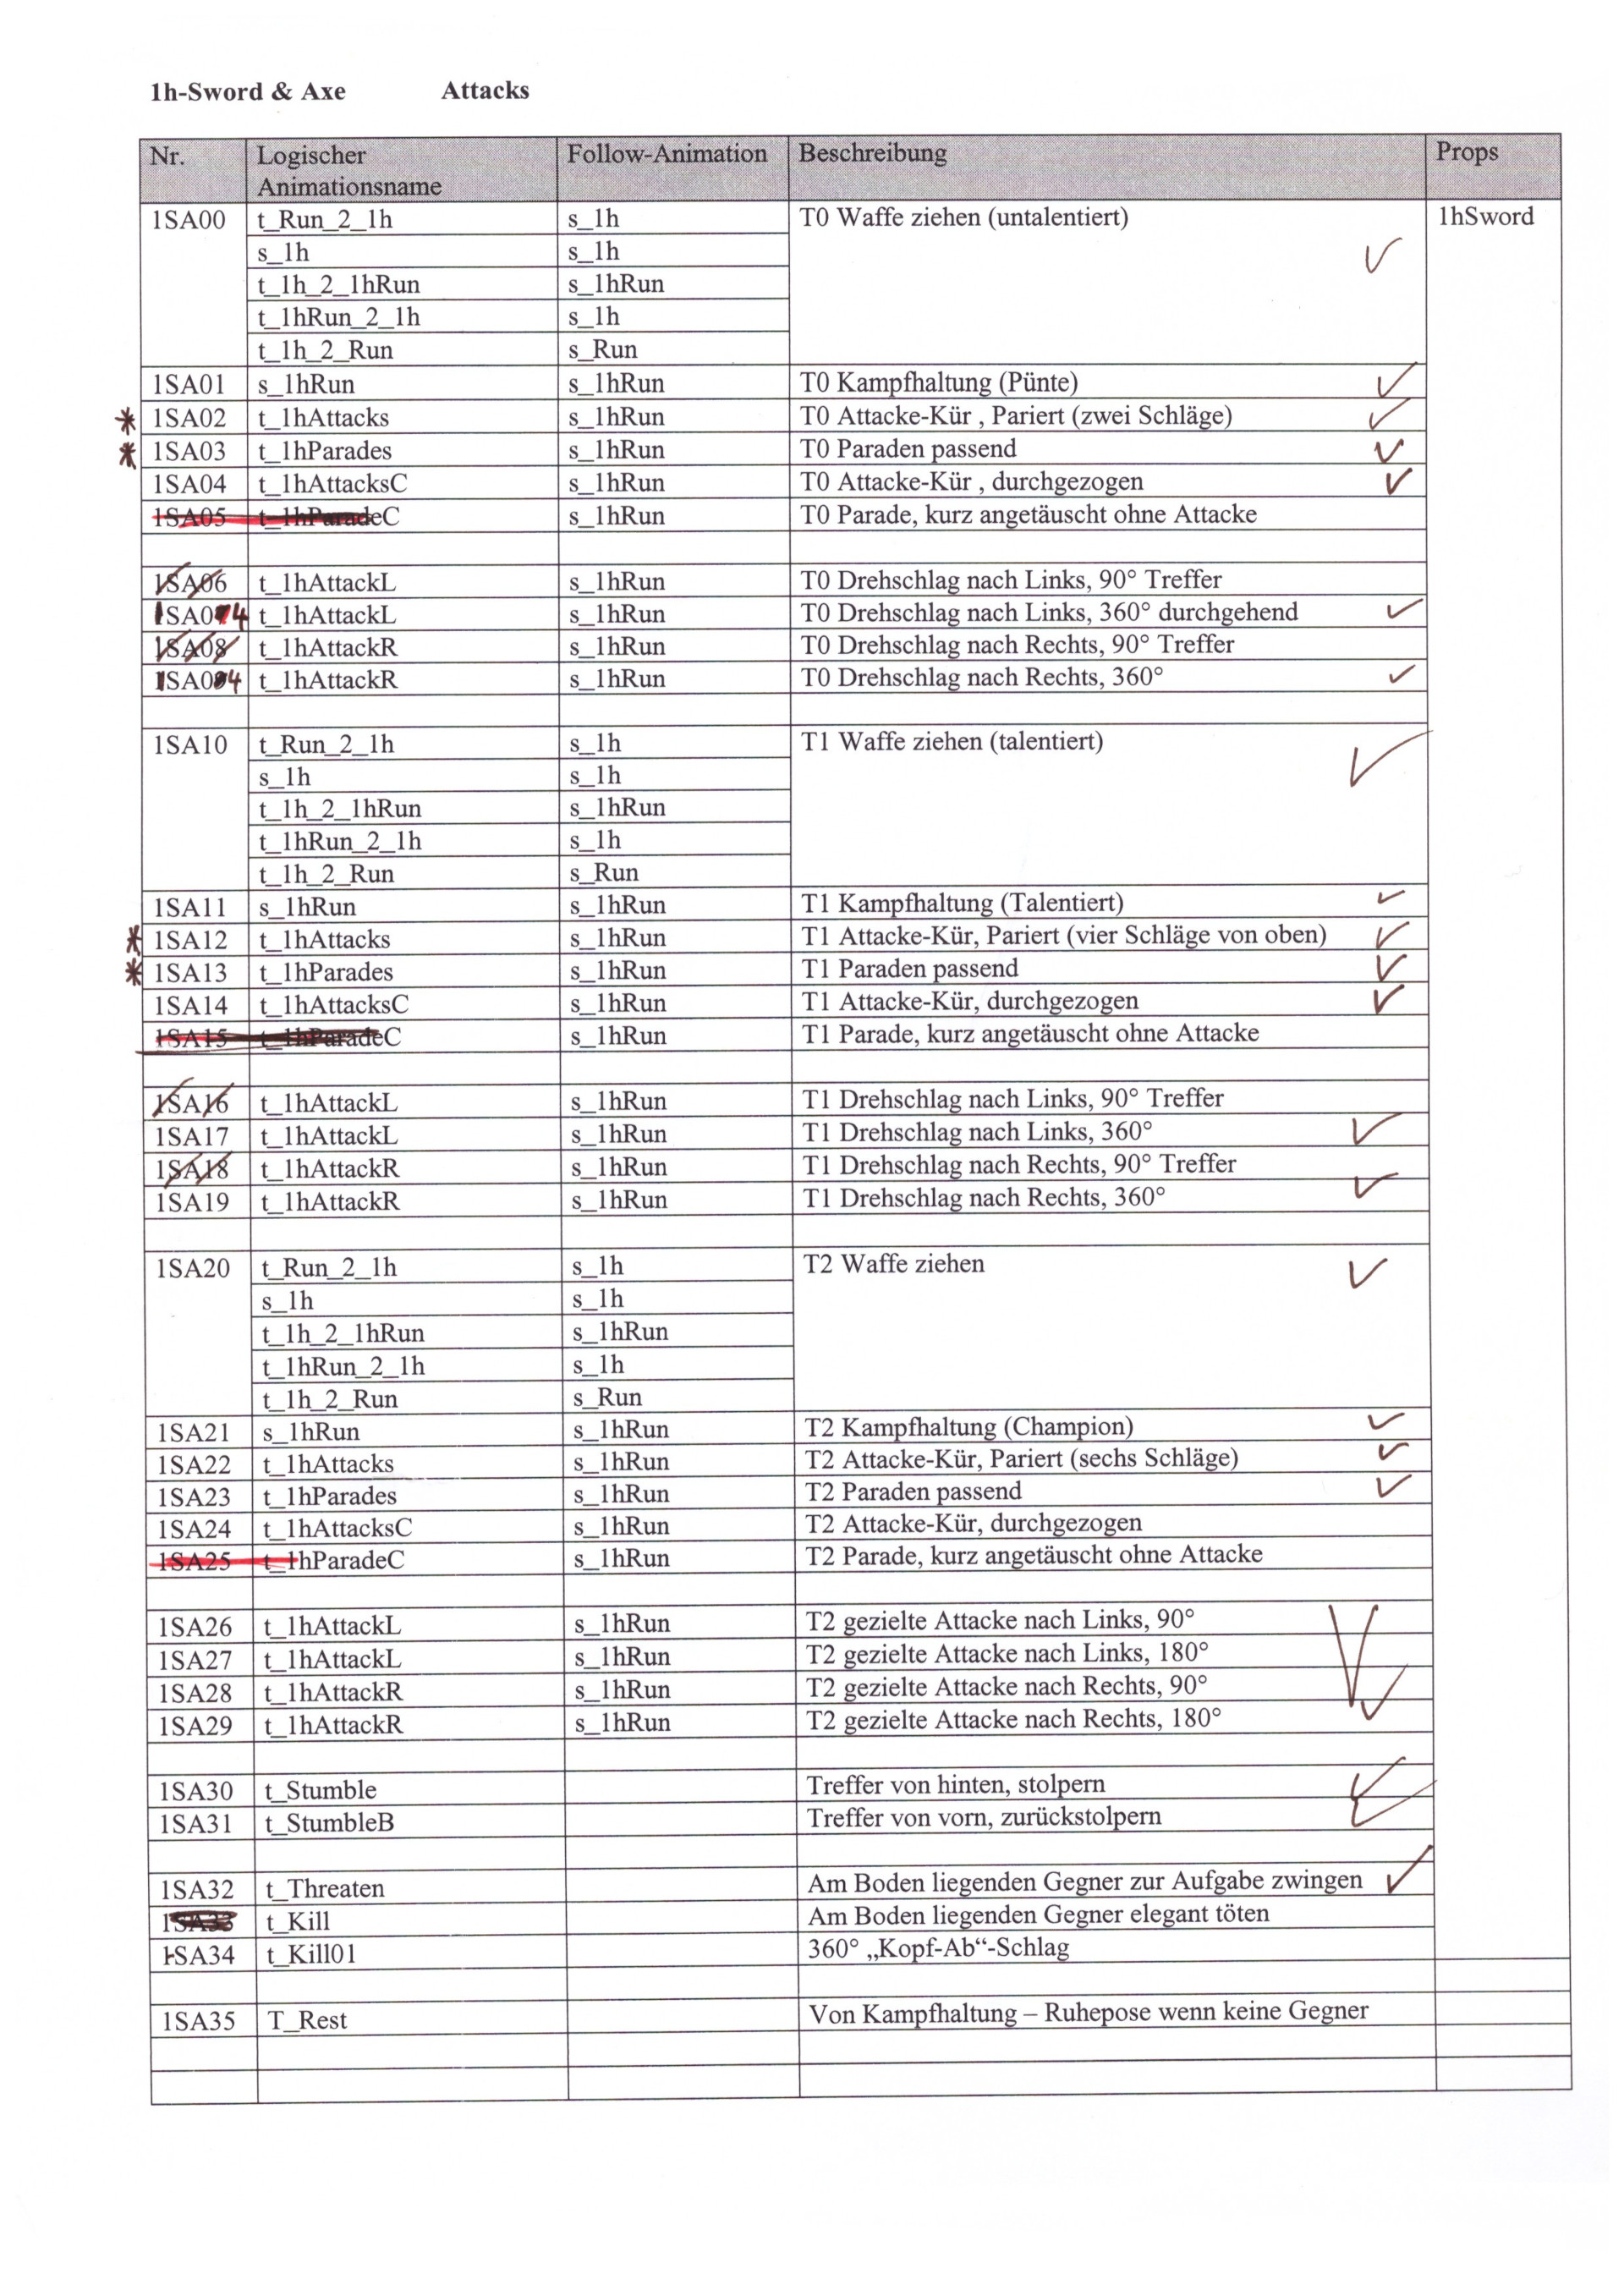 1h-Sword & Axe Attacks
Nr. Logischer Animationsname Follow-Animation Beschreibung Props
1SA00 t_Run_2_1h s_1h T0 Waffe ziehen (untalentiert) 1hSword
s_1h s_1h
t_1h_2_1hRun s_1hRun
t_1hRun_2_1h s_1h
t_1h_2_Run s_Run
1SA01 s_1hRun s_1hRun T0 Kampfhaltung (Pünte)
* 1SA02 t_1hAttacks s_1hRun T0 Attacke-Kür , Pariert (zwei Schläge)
* 1SA03 t_1hParades s_1hRun T0 Paraden passend
1SA04 t_1hAttacksC s_1hRun T0 Attacke-Kür , durchgezogen
1SA05 t_1hParadeC s_1hRun T0 Parade, kurz angetäuscht ohne Attacke
1SA06 t_1hAttackL s_1hRun T0 Drehschlag nach Links, 90° Treffer
1SA04 t_1hAttackL s_1hRun T0 Drehschlag nach Links, 360° durchgehend
1SA08 t_1hAttackR s_1hRun T0 Drehschlag nach Rechts, 90° Treffer
1SA04 t_1hAttackR s_1hRun T0 Drehschlag nach Rechts, 360°
1SA10 t_Run_2_1h s_1h T1 Waffe ziehen (talentiert)
s_1h s_1h
t_1h_2_1hRun s_1hRun
t_1hRun_2_1h s_1h
t_1h_2_Run s_Run
1SA11 s_1hRun s_1hRun T1 Kampfhaltung (Talentiert)
* 1SA12 t_1hAttacks s_1hRun T1 Attacke-Kür, Pariert (vier Schläge von oben)
* 1SA13 t_1hParades s_1hRun T1 Paraden passend
1SA14 t_1hAttacksC s_1hRun T1 Attacke-Kür, durchgezogen
1SA15 t_1hParadeC s_1hRun T1 Parade, kurz angetäuscht ohne Attacke
1SA16 t_1hAttackL s_1hRun T1 Drehschlag nach Links, 90° Treffer
1SA17 t_1hAttackL s_1hRun T1 Drehschlag nach Links, 360°
1SA18 t_1hAttackR s_1hRun T1 Drehschlag nach Rechts, 90° Treffer
1SA19 t_1hAttackR s_1hRun T1 Drehschlag nach Rechts, 360°
1SA20 t_Run_2_1h s_1h T2 Waffe ziehen
s_1h s_1h
t_1h_2_1hRun s_1hRun
t_1hRun_2_1h s_1h
t_1h_2_Run s_Run
1SA21 s_1hRun s_1hRun T2 Kampfhaltung (Champion)
1SA22 t_1hAttacks s_1hRun T2 Attacke-Kür, Pariert (sechs Schläge)
1SA23 t_1hParades s_1hRun T2 Paraden passend
1SA24 t_1hAttacksC s_1hRun T2 Attacke-Kür, durchgezogen
1SA25 t_1hParadeC s_1hRun T2 Parade, kurz angetäuscht ohne Attacke
1SA26 t_1hAttackL s_1hRun T2 gezielte Attacke nach Links, 90°
1SA27 t_1hAttackL s_1hRun T2 gezielte Attacke nach Links, 180°
1SA28 t_1hAttackR s_1hRun T2 gezielte Attacke nach Rechts, 90°
1SA29 t_1hAttackR s_1hRun T2 gezielte Attacke nach Rechts, 180°
1SA30 t_Stumble Treffer von hinten, stolpern
1SA31 t_StumbleB Treffer von vorn, zurückstolpern
1SA32 t_Threaten Am Boden liegenden Gegner zur Aufgabe zwingen
1SA33 t_Kill Am Boden liegenden Gegner elegant töten
1SA34 t_Kill01 360° „Kopf-Ab“-Schlag
1SA35 T_Rest Von Kampfhaltung – Ruhepose wenn keine Gegner